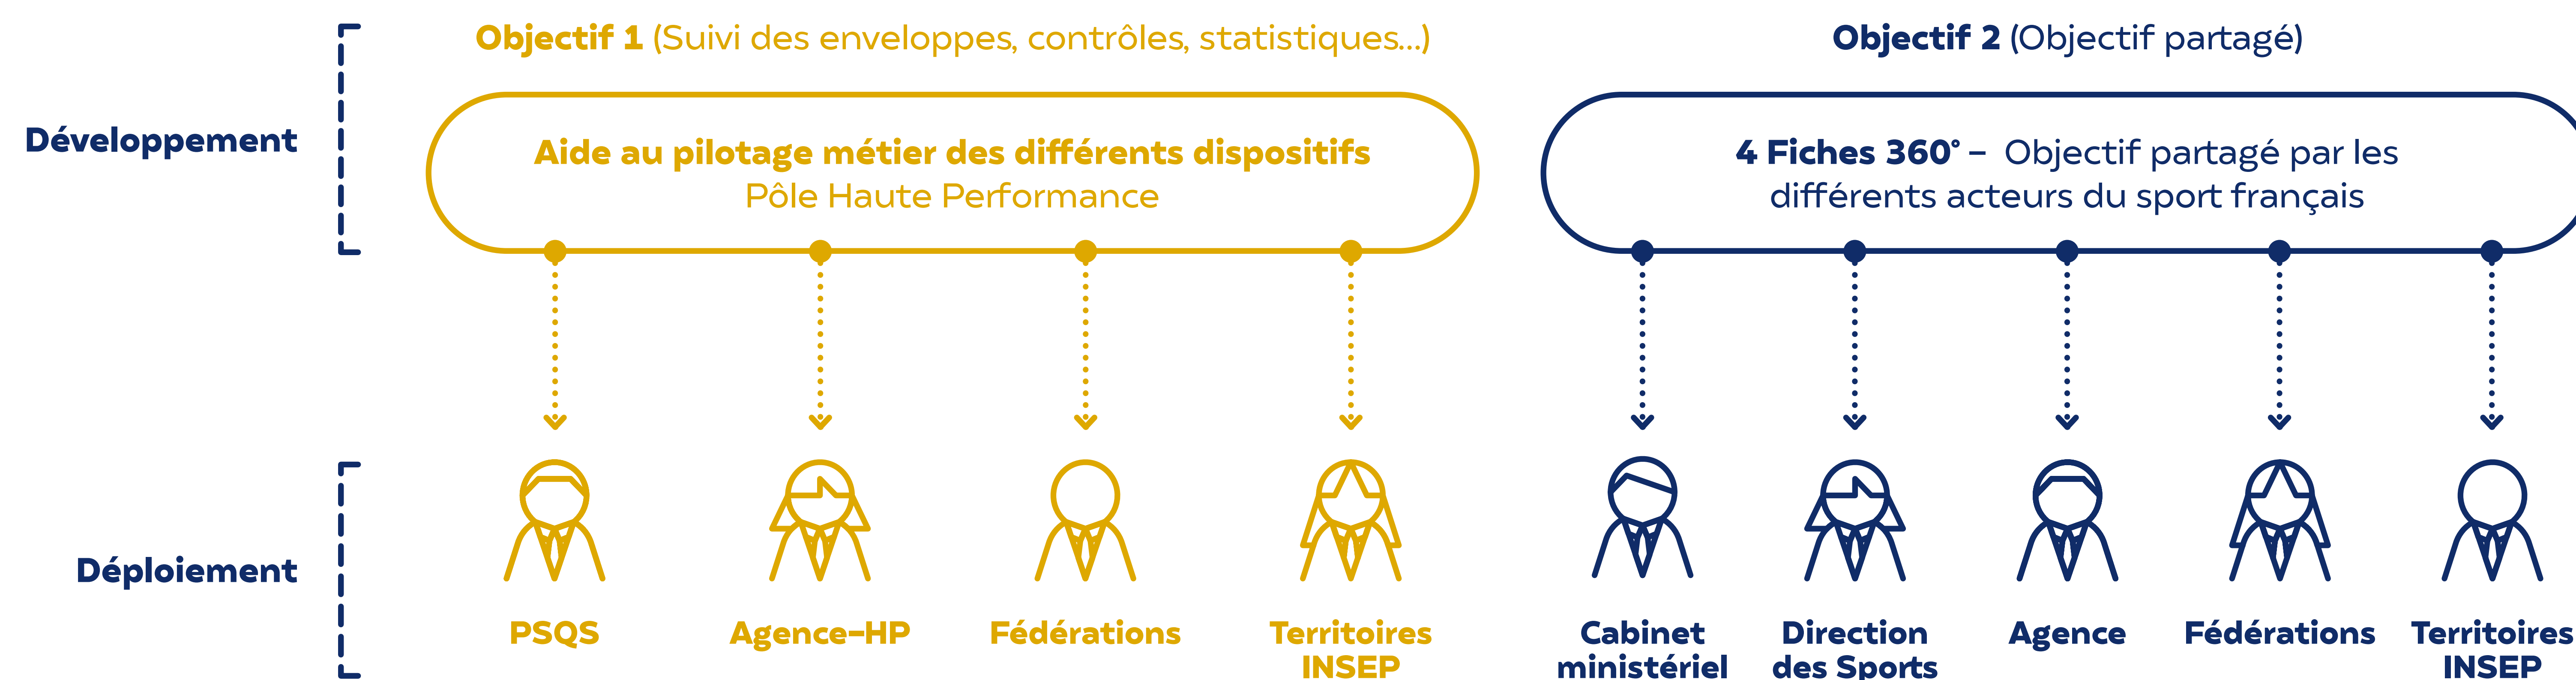 Objectif 1 (Suivi des enveloppes, contrôles, statistiques...)
Objectif 2 (Objectif partagé)
Développement
Aide au pilotage métier des différents dispositifs
Pôle Haute Performance
4 Fiches 360° – Objectif partagé par les
différents acteurs du sport français
Déploiement
PSQS
Agence-HP
Fédérations
Territoires
INSEP
Cabinet
ministériel
Direction
des Sports
Agence
Fédérations
Territoires
INSEP